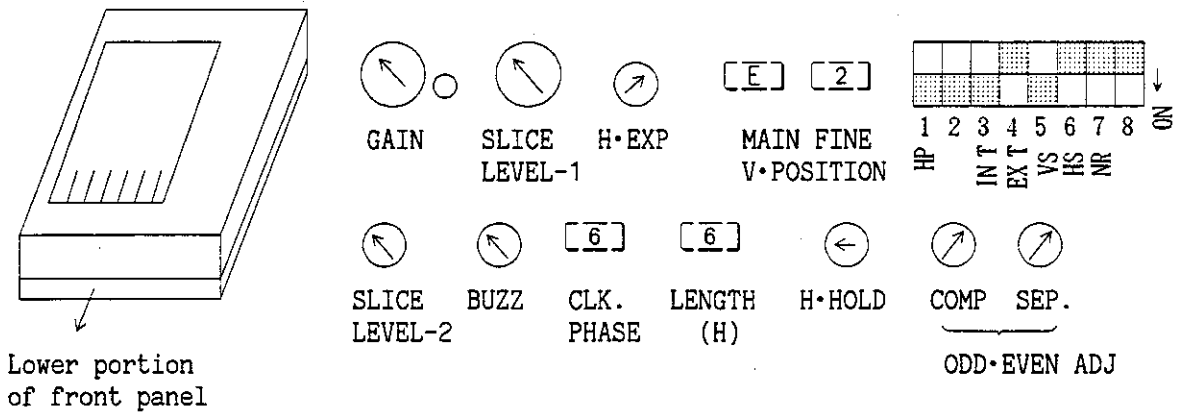 E 2
1 2 3 4 5 6 7 8 ON
HP INT EXT VS HS NR
GAIN SLICE H•EXP MAIN FINE
LEVEL-1 V•POSITION
6 6
SLICE BUZZ CLK. LENGTH H•HOLD COMP SEP.
LEVEL-2 PHASE (H)
ODD•EVEN ADJ
Lower portion
of front panel